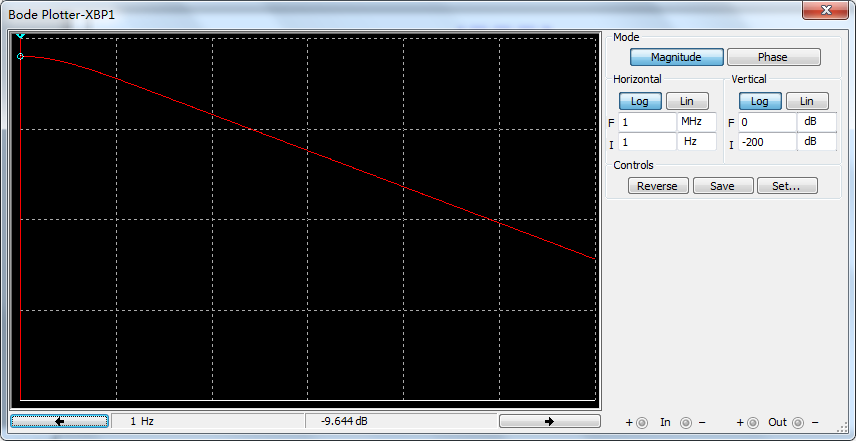 Bode Plotter-XBP1
Mode
Magnitude Phase
Horizontal Vertical
Log Lin Log Lin
F 1 MHz F 0 dB
I 1 Hz I -200 dB
Controls
Reverse Save Set...
1 Hz -9.644 dB
+ In − + Out −